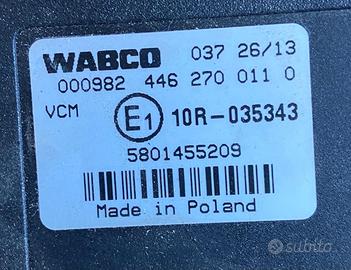 WABCO 037 26/13
000982 446 270 011 0
VCM E1 10R-035343
5801455209
Made in Poland
subito